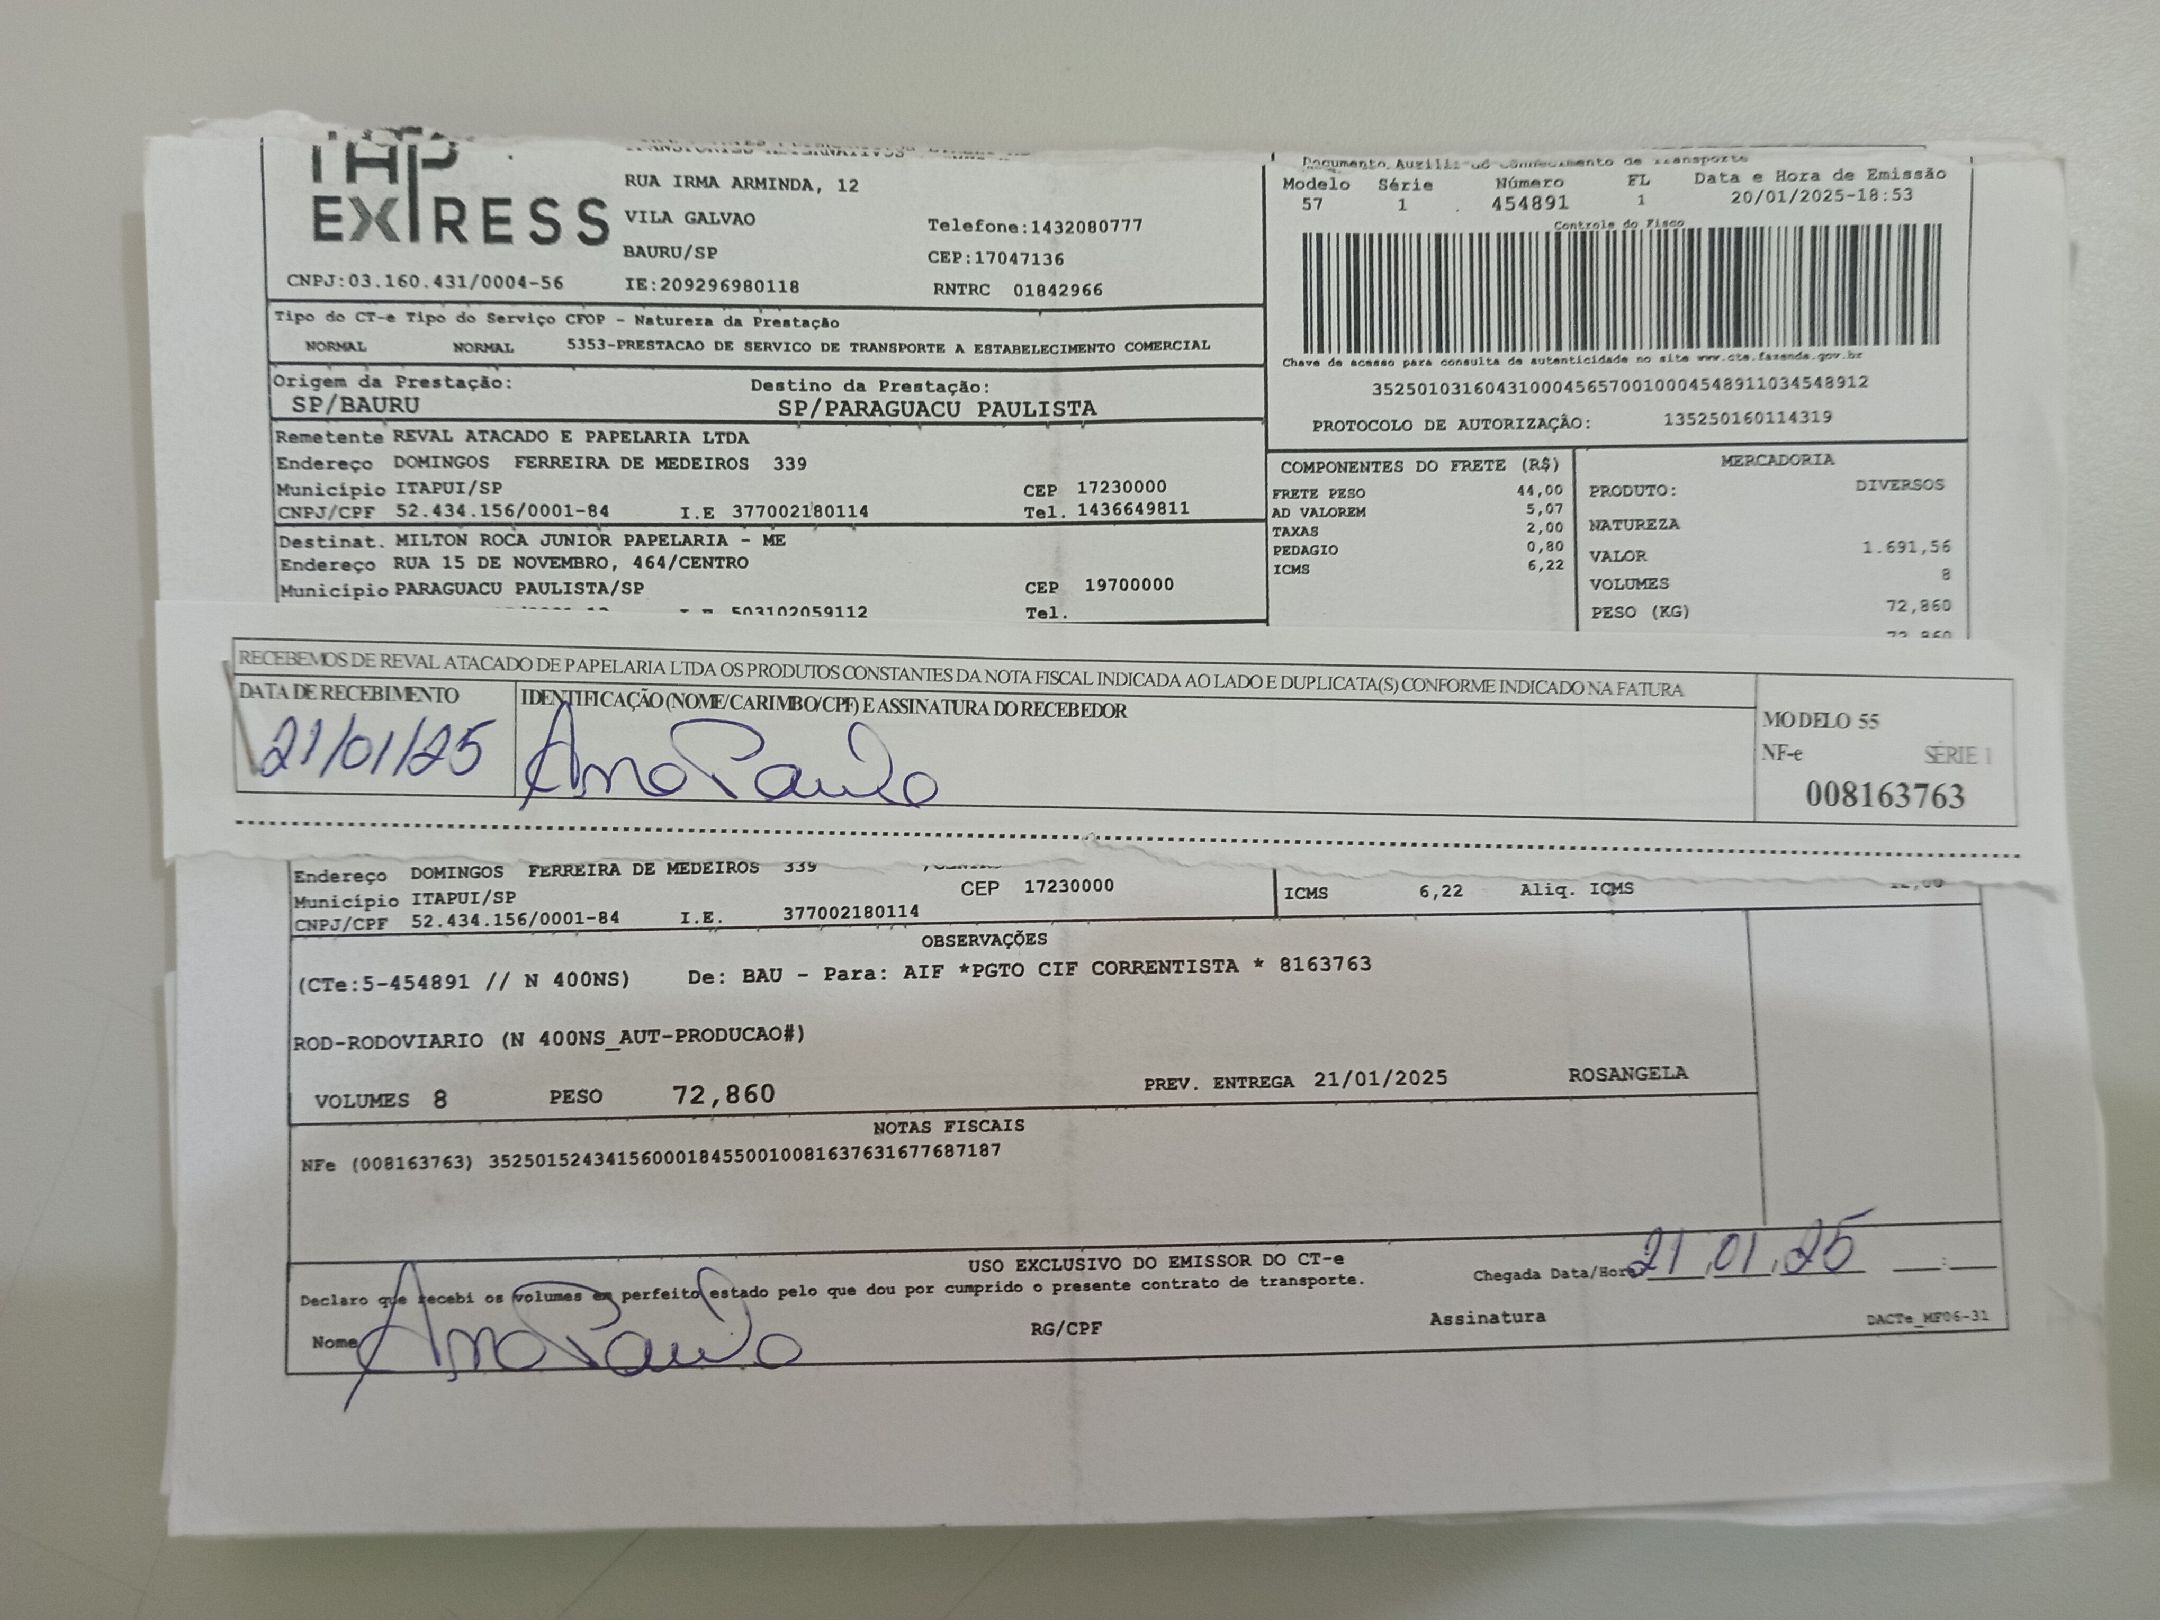 EXPRESS
CNPJ:03.160.431/0004-56
RUA IRMA ARMINDA, 12
VILA GALVAO
BAURU/SP
IE:209296980118
Telefone:1432080777
CEP:17047136
RNTRC 01842966
Documento Auxiliar do Conhecimento de Transporte
Modelo Série Número FL Data e Hora de Emissão
57 1 454891 1 20/01/2025-18:53
Controle do Fisco
Chave de acesso para consulta de autenticidade no site www.cte.fazenda.gov.br
35250103160431000456570010004548911034548912
PROTOCOLO DE AUTORIZAÇÃO: 135250160114319
Tipo do CT-e Tipo do Serviço CFOP - Natureza da Prestação
NORMAL NORMAL 5353-PRESTACAO DE SERVICO DE TRANSPORTE A ESTABELECIMENTO COMERCIAL
Origem da Prestação: Destino da Prestação:
SP/BAURU SP/PARAGUACU PAULISTA
Remetente REVAL ATACADO E PAPELARIA LTDA
Endereço DOMINGOS FERREIRA DE MEDEIROS 339
Município ITAPUI/SP CEP 17230000
CNPJ/CPF 52.434.156/0001-84 I.E 377002180114 Tel. 1436649811
Destinat. MILTON ROCA JUNIOR PAPELARIA - ME
Endereço RUA 15 DE NOVEMBRO, 464/CENTRO
Município PARAGUACU PAULISTA/SP CEP 19700000
503102059112 Tel.
COMPONENTES DO FRETE (R$)
FRETE PESO 44,00
AD VALOREM 5,07
TAXAS 2,00
PEDAGIO 0,80
ICMS 6,22
MERCADORIA
PRODUTO: DIVERSOS
NATUREZA
VALOR 1.691,56
VOLUMES 8
PESO (KG) 72,860
72,860
RECEBEMOS DE REVAL ATACADO DE PAPELARIA LTDA OS PRODUTOS CONSTANTES DA NOTA FISCAL INDICADA AO LADO E DUPLICATA(S) CONFORME INDICADO NA FATURA
DATA DE RECEBIMENTO IDENTIFICAÇÃO (NOME/CARIMBO/CPF) E ASSINATURA DO RECEBEDOR
21/01/25 Ana Paula
MODELO 55
NF-e SÉRIE 1
008163763
Endereço DOMINGOS FERREIRA DE MEDEIROS 339
Município ITAPUI/SP CEP 17230000
CNPJ/CPF 52.434.156/0001-84 I.E. 377002180114
ICMS 6,22 Aliq. ICMS 12,00
OBSERVAÇÕES
(CTe:5-454891 // N 400NS) De: BAU - Para: AIF *PGTO CIF CORRENTISTA * 8163763
ROD-RODOVIARIO (N 400NS_AUT-PRODUCAO#)
VOLUMES 8 PESO 72,860 PREV. ENTREGA 21/01/2025 ROSANGELA
NOTAS FISCAIS
NFe (008163763) 35250152434156000184550010081637631677687187
USO EXCLUSIVO DO EMISSOR DO CT-e
Declaro que recebi os volumes em perfeito estado pelo que dou por cumprido o presente contrato de transporte.
Chegada Data/Hora 21 01 25 :
Nome Ana Paula RG/CPF Assinatura DACTe_MF06-31